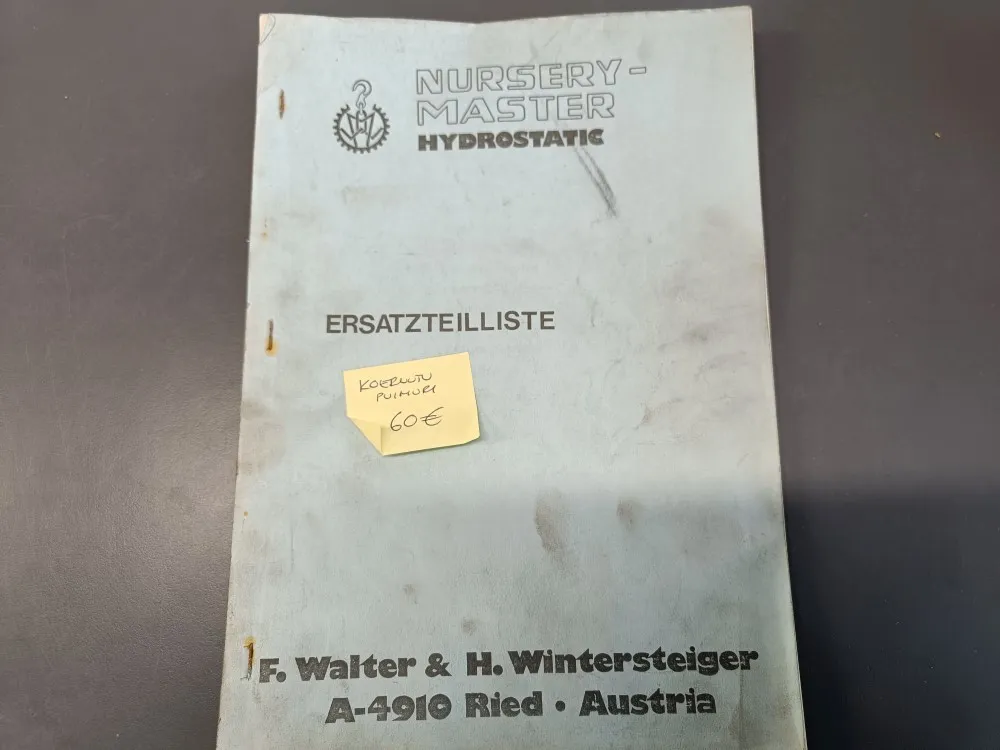 NURSERY-
MASTER
HYDROSTATIC
ERSATZTEILLISTE
KOERUUTU
PUIMURI
60€
F. Walter & H. Wintersteiger
A-4910 Ried • Austria